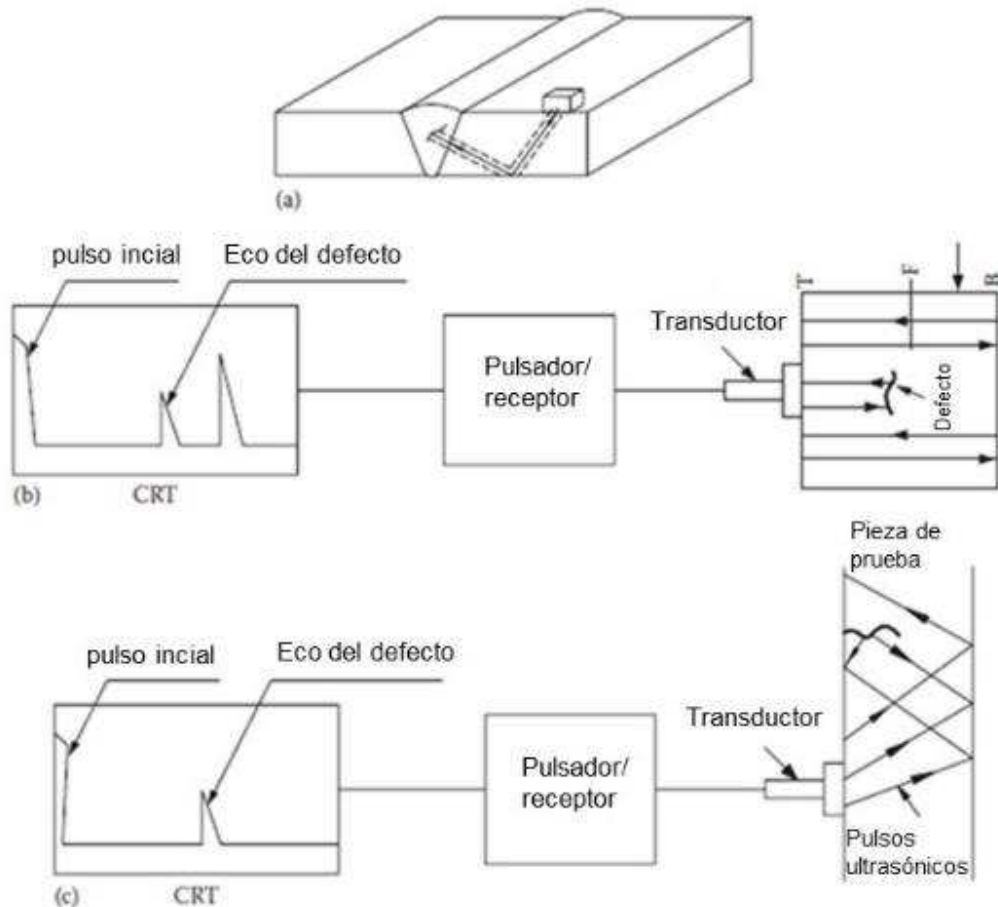 (a)
pulso incial
Eco del defecto
Transductor
Pulsador/
receptor
T
F
B
Defecto
(b)
CRT
Pieza de
prueba
pulso incial
Eco del defecto
Transductor
Pulsador/
receptor
Pulsos
ultrasónicos
(c)
CRT